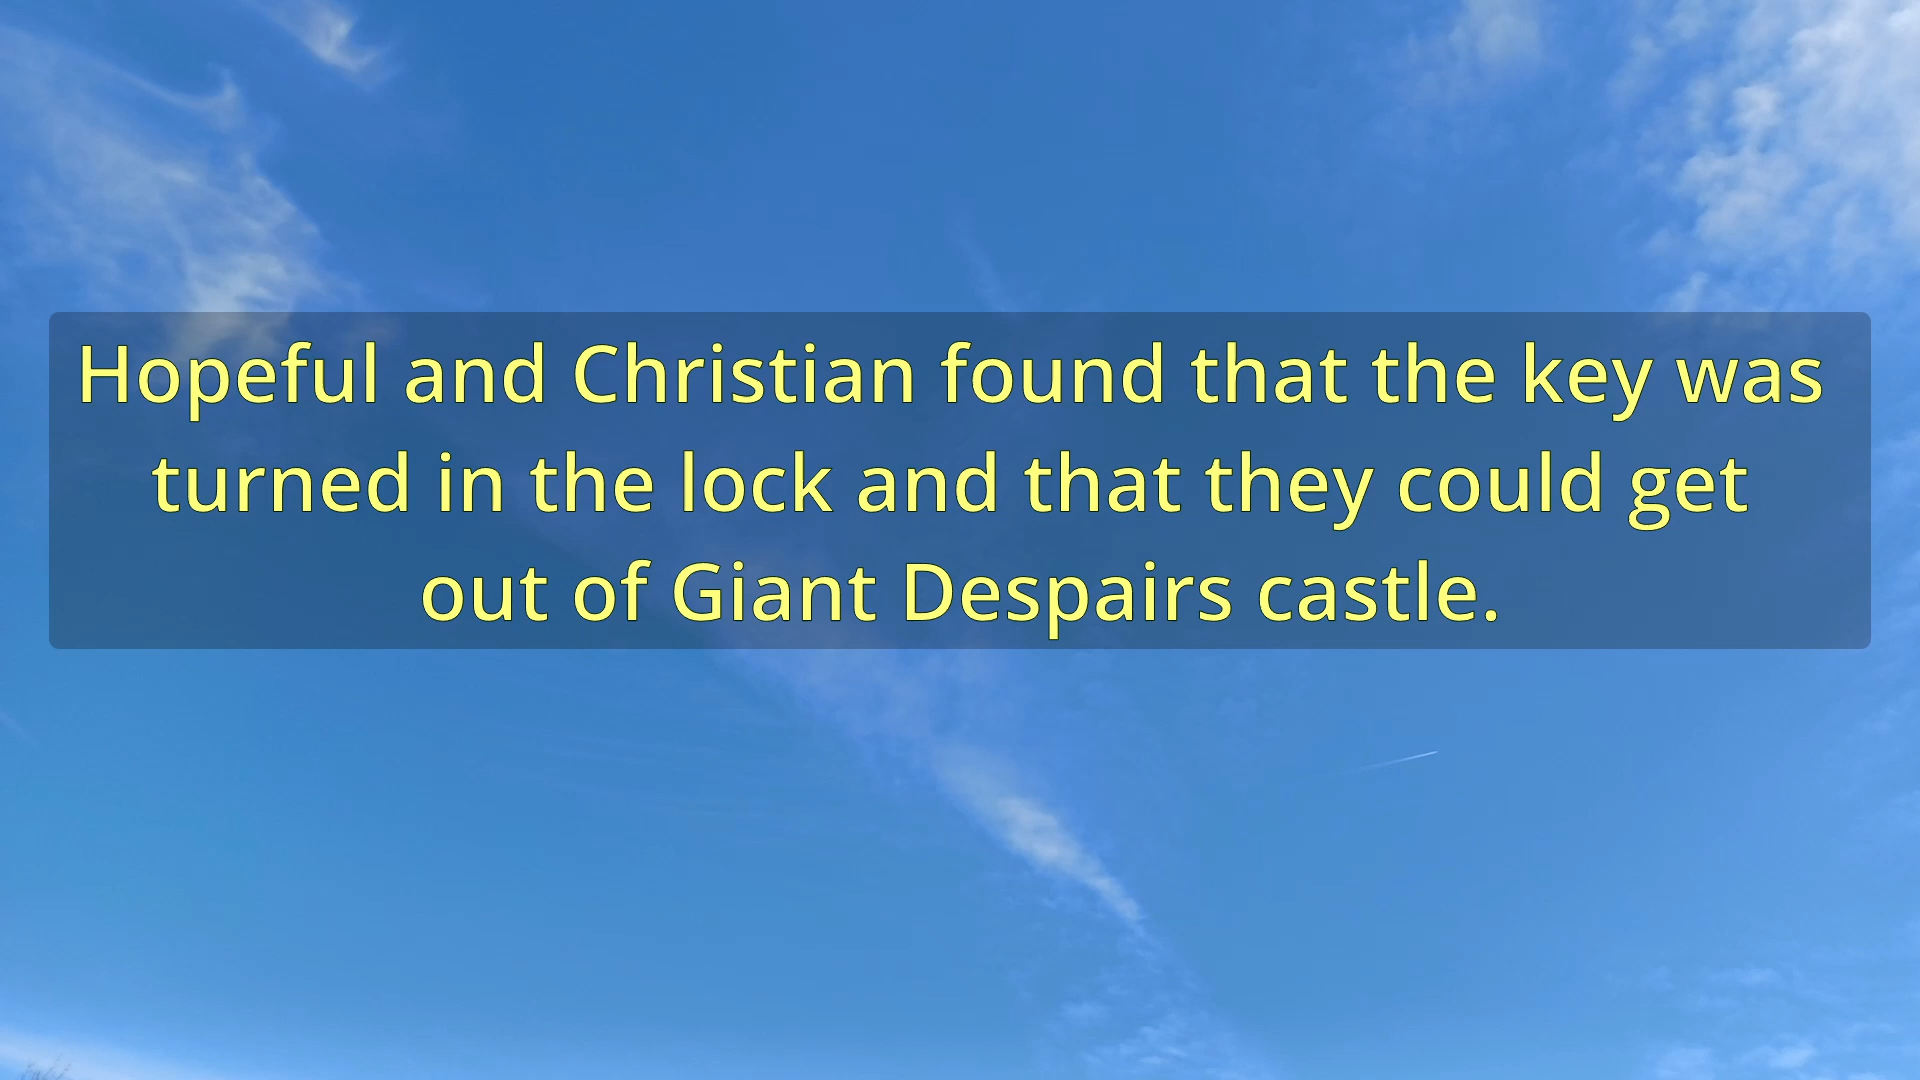 Hopeful and Christian found that the key was
turned in the lock and that they could get
out of Giant Despairs castle.